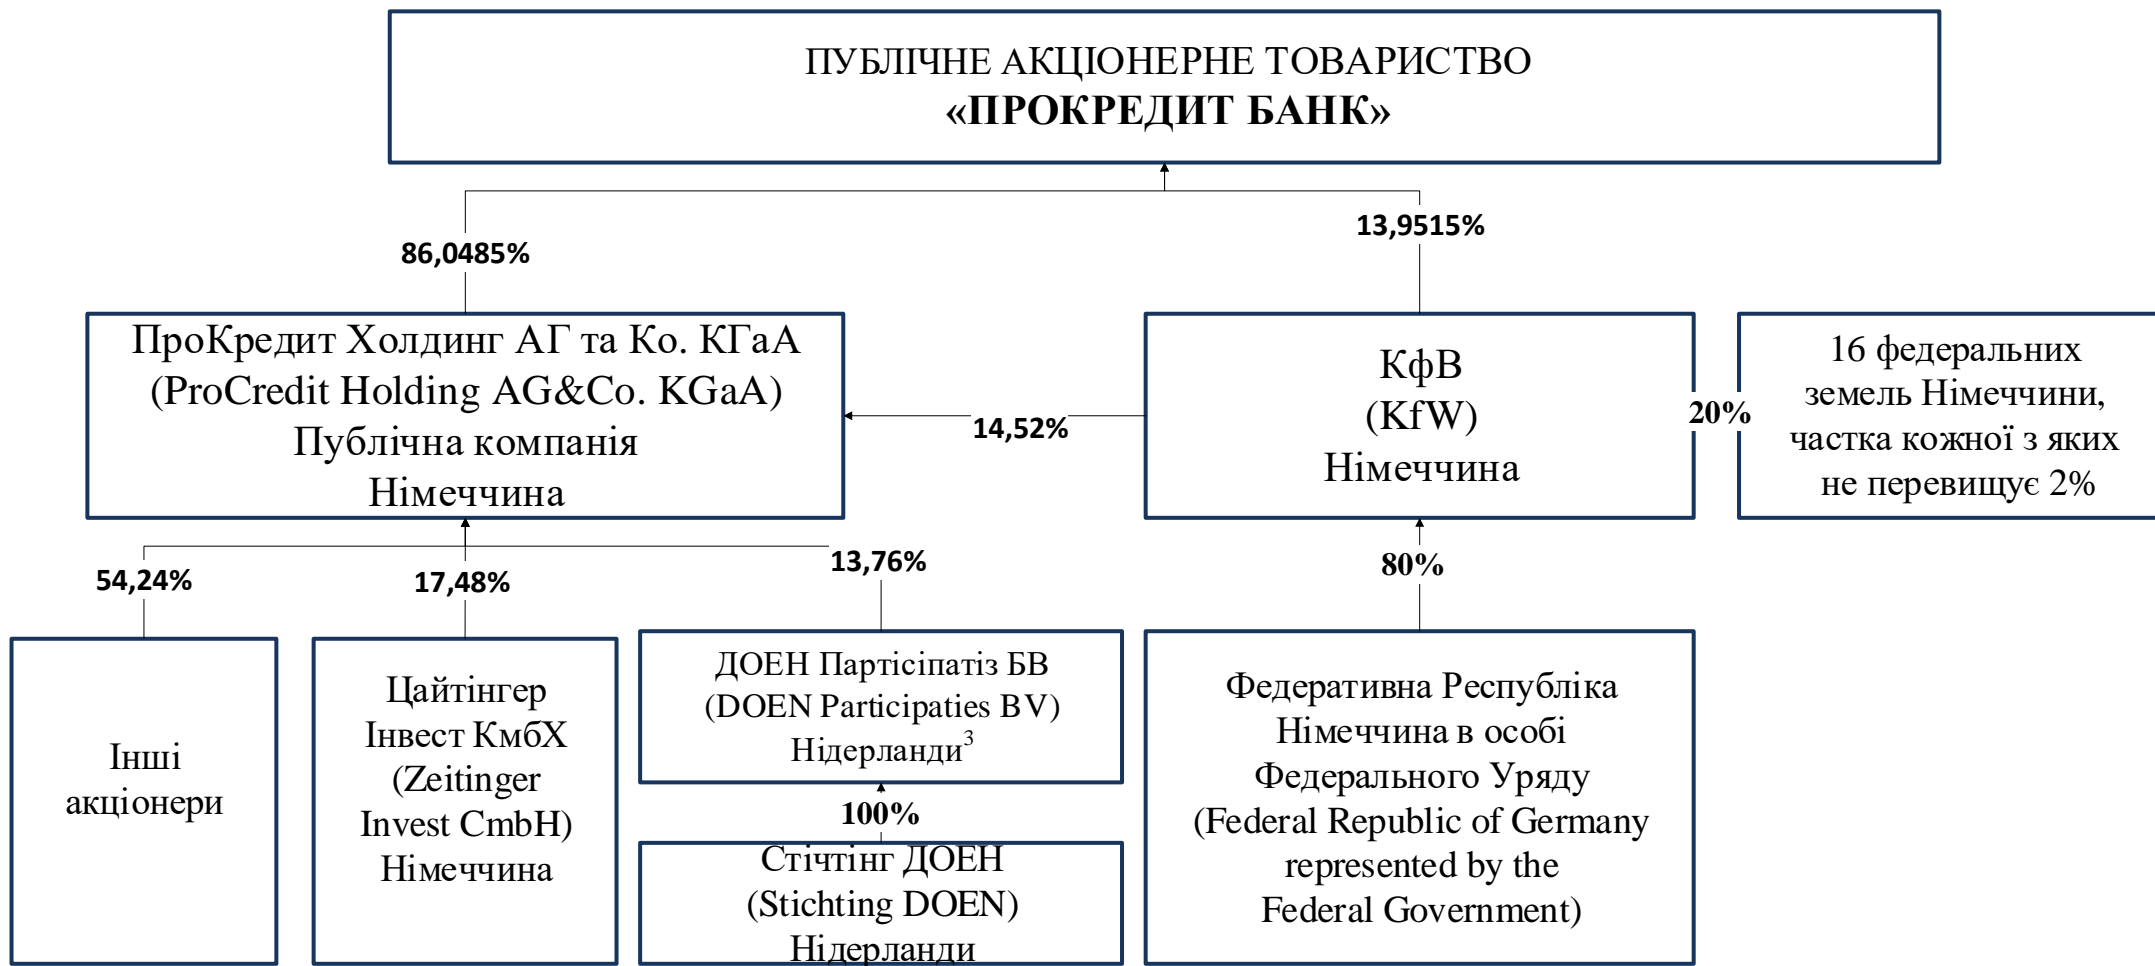 ПУБЛІЧНЕ АКЦІОНЕРНЕ ТОВАРИСТВО
«ПРОКРЕДИТ БАНК»
86,0485%
13,9515%
ПроКредит Холдинг АГ та Ко. КГаА
(ProCredit Holding AG&Co. KGaA)
Публічна компанія
Німеччина
14,52%
КфВ
(KfW)
Німеччина
20%
16 федеральних
земель Німеччини,
частка кожної з яких
не перевищує 2%
54,24%
17,48%
13,76%
80%
Інші
акціонери
Цайтінгер
Інвест КмбХ
(Zeitinger
Invest CmbH)
Німеччина
ДОЕН Партісіпатіз БВ
(DOEN Participaties BV)
Нідерланди³
100%
Стічтінг ДОЕН
(Stichting DOEN)
Нідерланди
Федеративна Республіка
Німеччина в особі
Федерального Уряду
(Federal Republic of Germany
represented by the
Federal Government)